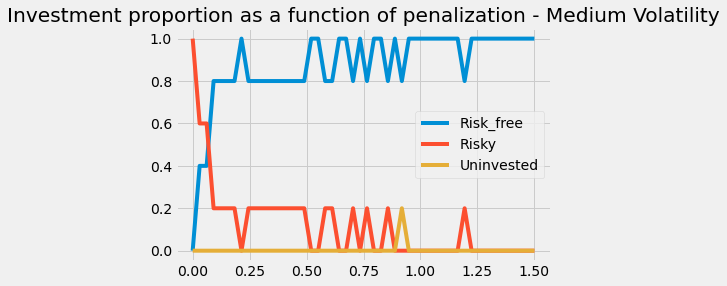 Investment proportion as a function of penalization - Medium Volatility
1.0
0.8
0.6
0.4
0.2
0.0
Risk_free
Risky
Uninvested
0.00 0.25 0.50 0.75 1.00 1.25 1.50